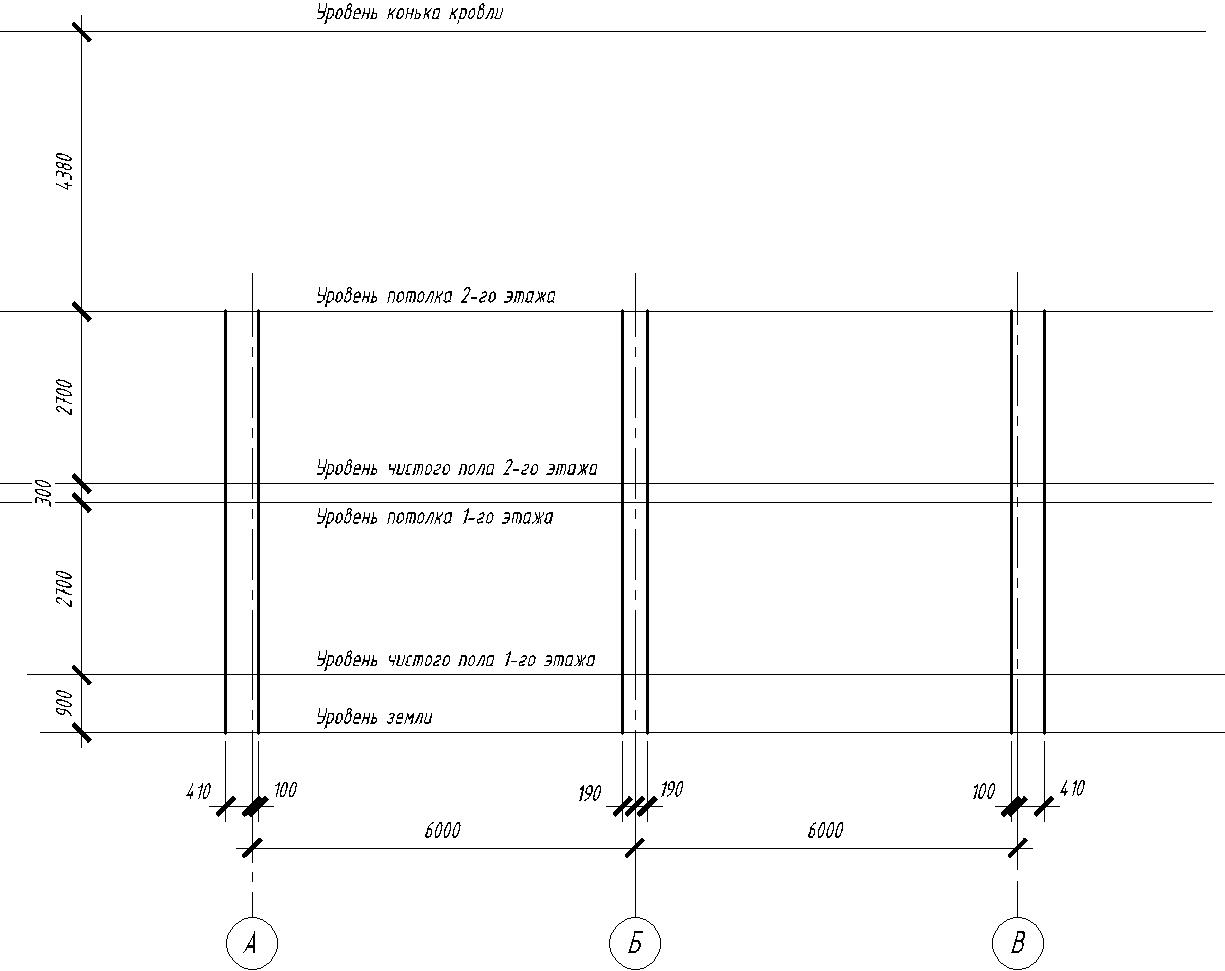 Уровень конька кровли
4380
Уровень потолка 2-го этажа
2700
Уровень чистого пола 2-го этажа
300
Уровень потолка 1-го этажа
2700
Уровень чистого пола 1-го этажа
900
Уровень земли
410 100 190 190 100 410
6000 6000
А Б В